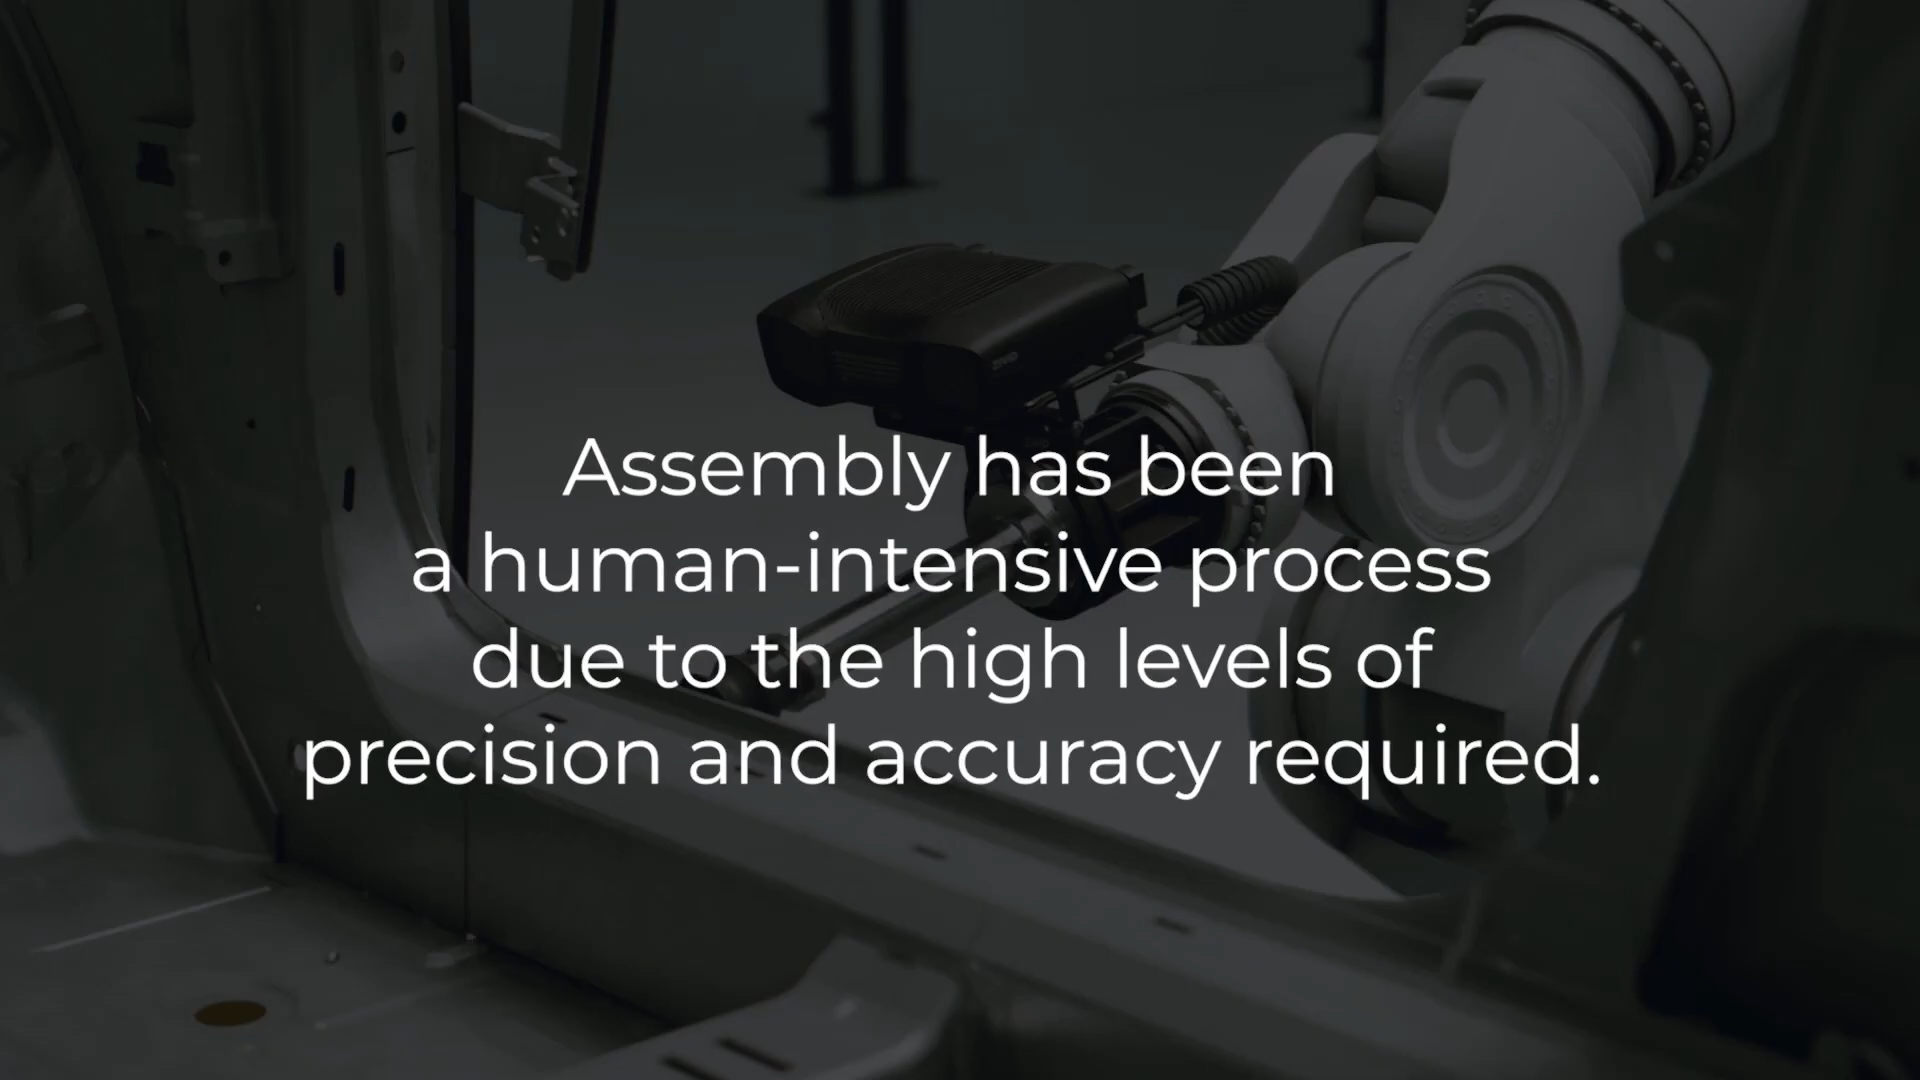 Assembly has been
a human-intensive process
due to the high levels of
precision and accuracy required.